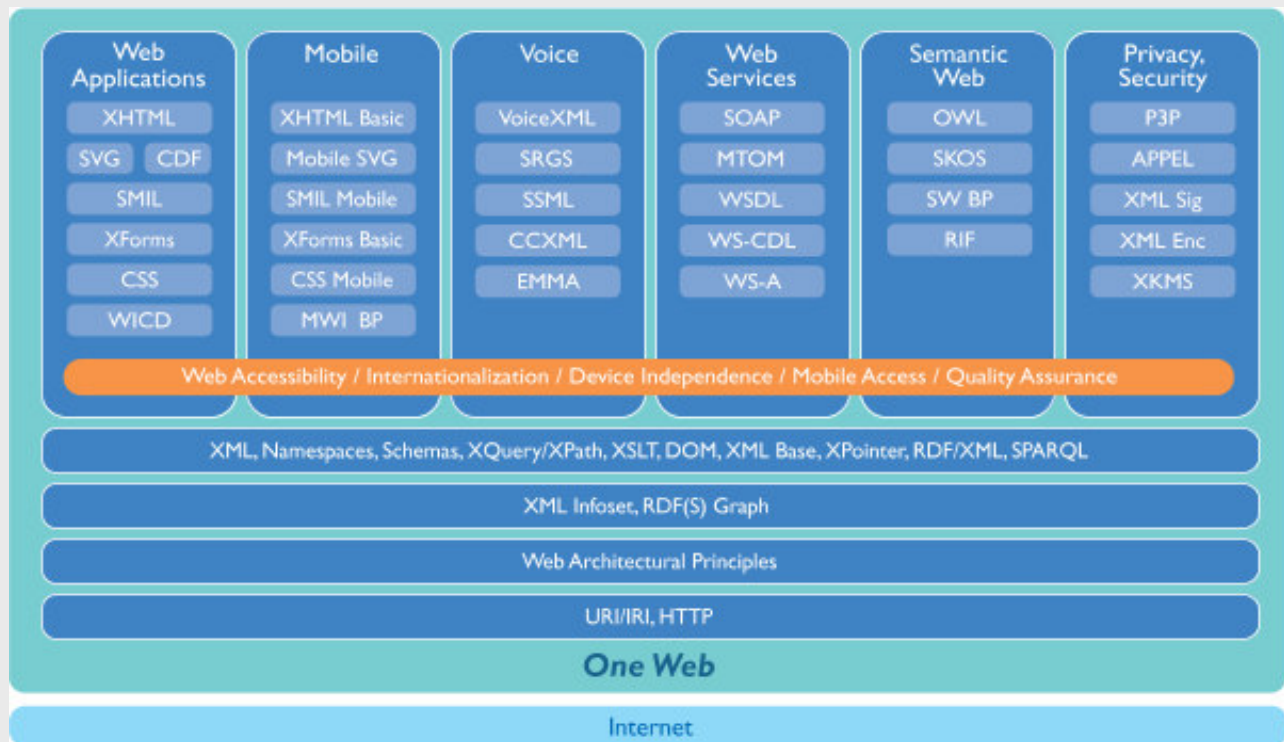 Web
Applications
XHTML
SVG CDF
SMIL
XForms
CSS
WICD
Mobile
XHTML Basic
Mobile SVG
SMIL Mobile
XForms Basic
CSS Mobile
MWI BP
Voice
VoiceXML
SRGS
SSML
CCXML
EMMA
Web
Services
SOAP
MTOM
WSDL
WS-CDL
WS-A
Semantic
Web
OWL
SKOS
SW BP
RIF
Privacy,
Security
P3P
APPEL
XML Sig
XML Enc
XKMS
Web Accessibility / Internationalization / Device Independence / Mobile Access / Quality Assurance
XML, Namespaces, Schemas, XQuery/XPath, XSLT, DOM, XML Base, XPointer, RDF/XML, SPARQL
XML Infoset, RDF(S) Graph
Web Architectural Principles
URI/IRI, HTTP
One Web
Internet